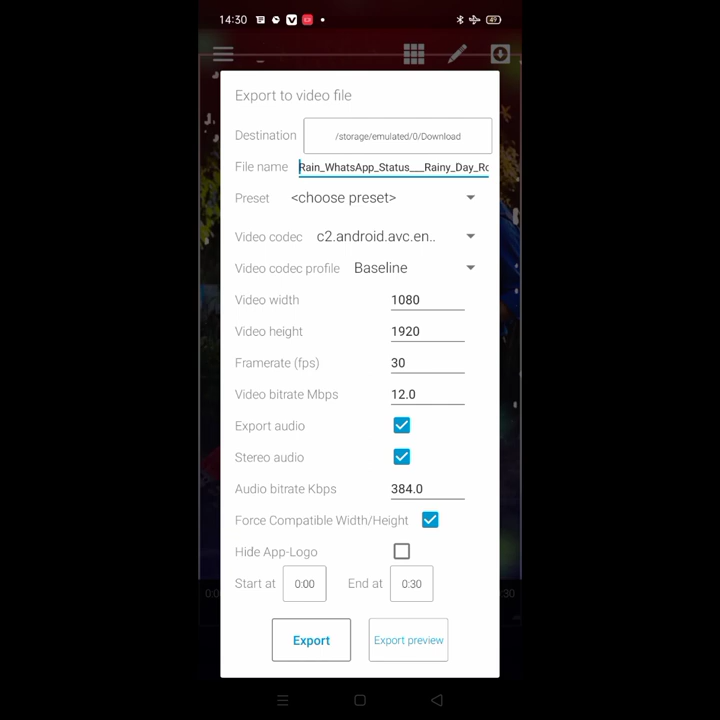 14:30
49
Export to video file
Destination /storage/emulated/0/Download
File name Rain_WhatsApp_Status___Rainy_Day_Ro
Preset <choose preset>
Video codec c2.android.avc.en..
Video codec profile Baseline
Video width 1080
Video height 1920
Framerate (fps) 30
Video bitrate Mbps 12.0
Export audio
Stereo audio
Audio bitrate Kbps 384.0
Force Compatible Width/Height
Hide App-Logo
Start at 0:00 End at 0:30
Export Export preview